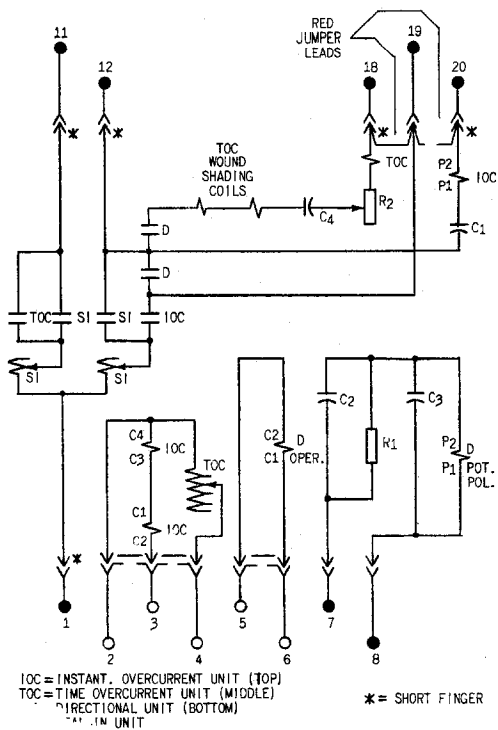 RED
JUMPER
LEADS
11
12
18
19
20
*
*
*
*
TOC
WOUND
SHADING
COILS
TOC
P2
P1
IOC
D
C4
R2
C1
D
TOC
SI
SI
IOC
SI
SI
C4
C3
IOC
TOC
C1
C2
IOC
C2
C1
D
OPER.
C2
R1
C3
P2
P1
D
POT.
POL.
*
1
2
3
4
5
6
7
8
IOC = INSTANT. OVERCURRENT UNIT (TOP)
TOC = TIME OVERCURRENT UNIT (MIDDLE)
DIRECTIONAL UNIT (BOTTOM)
IN UNIT
* = SHORT FINGER